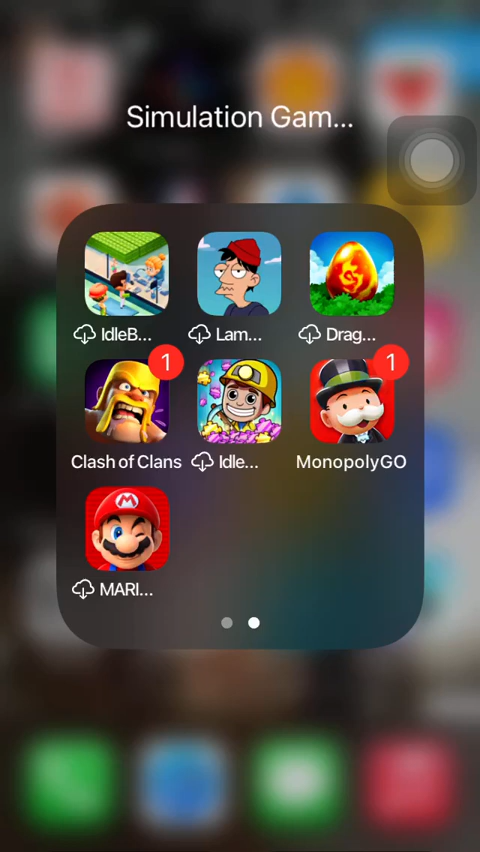 Simulation Gam...
IdleB...
Lam...
Drag...
1
1
Clash of Clans
Idle...
MonopolyGO
M
MARI...